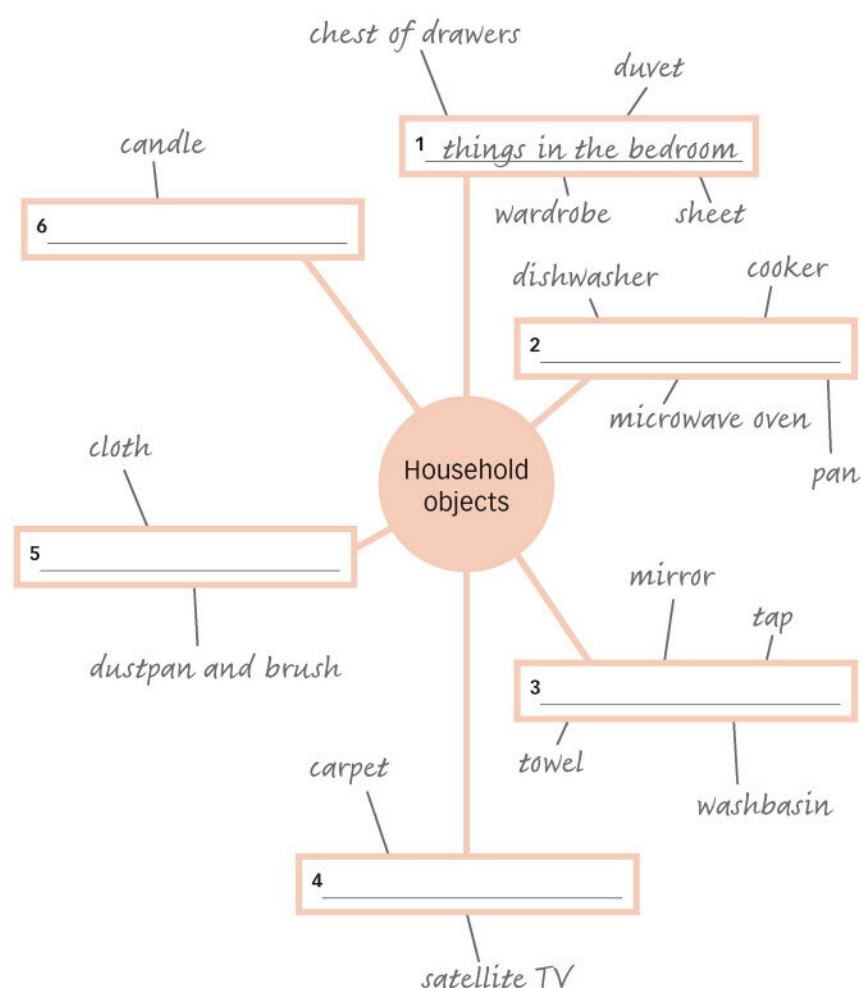 chest of drawers
duvet
1 things in the bedroom
wardrobe
sheet
candle
6
dishwasher
cooker
2
microwave oven
pan
Household
objects
cloth
5
dustpan and brush
mirror
tap
3
towel
washbasin
carpet
4
satellite TV